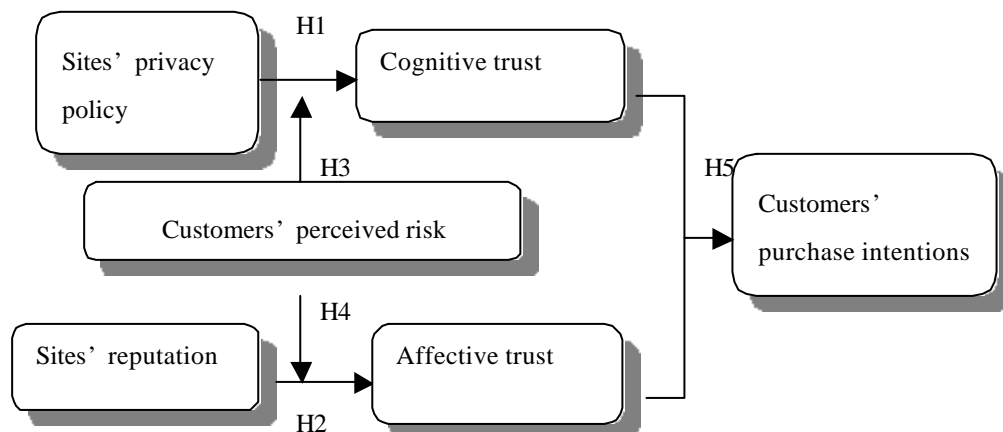 H1
Sites’ privacy
policy
Cognitive trust
H3
H5
Customers’ perceived risk
Customers’
purchase intentions
H4
Sites’ reputation
Affective trust
H2